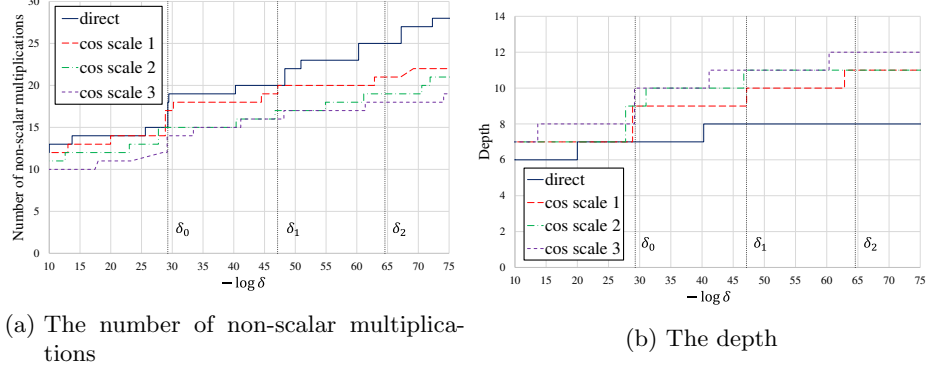 Number of non-scalar multiplications
30
25
20
15
10
5
0
direct
cos scale 1
cos scale 2
cos scale 3
δ₀
δ₁
δ₂
10 15 20 25 30 35 40 45 50 55 60 65 70 75
− log δ
(a) The number of non-scalar multiplica-
tions
Depth
14
12
10
8
6
4
2
0
direct
cos scale 1
cos scale 2
cos scale 3
δ₀
δ₁
δ₂
10 15 20 25 30 35 40 45 50 55 60 65 70 75
− log δ
(b) The depth